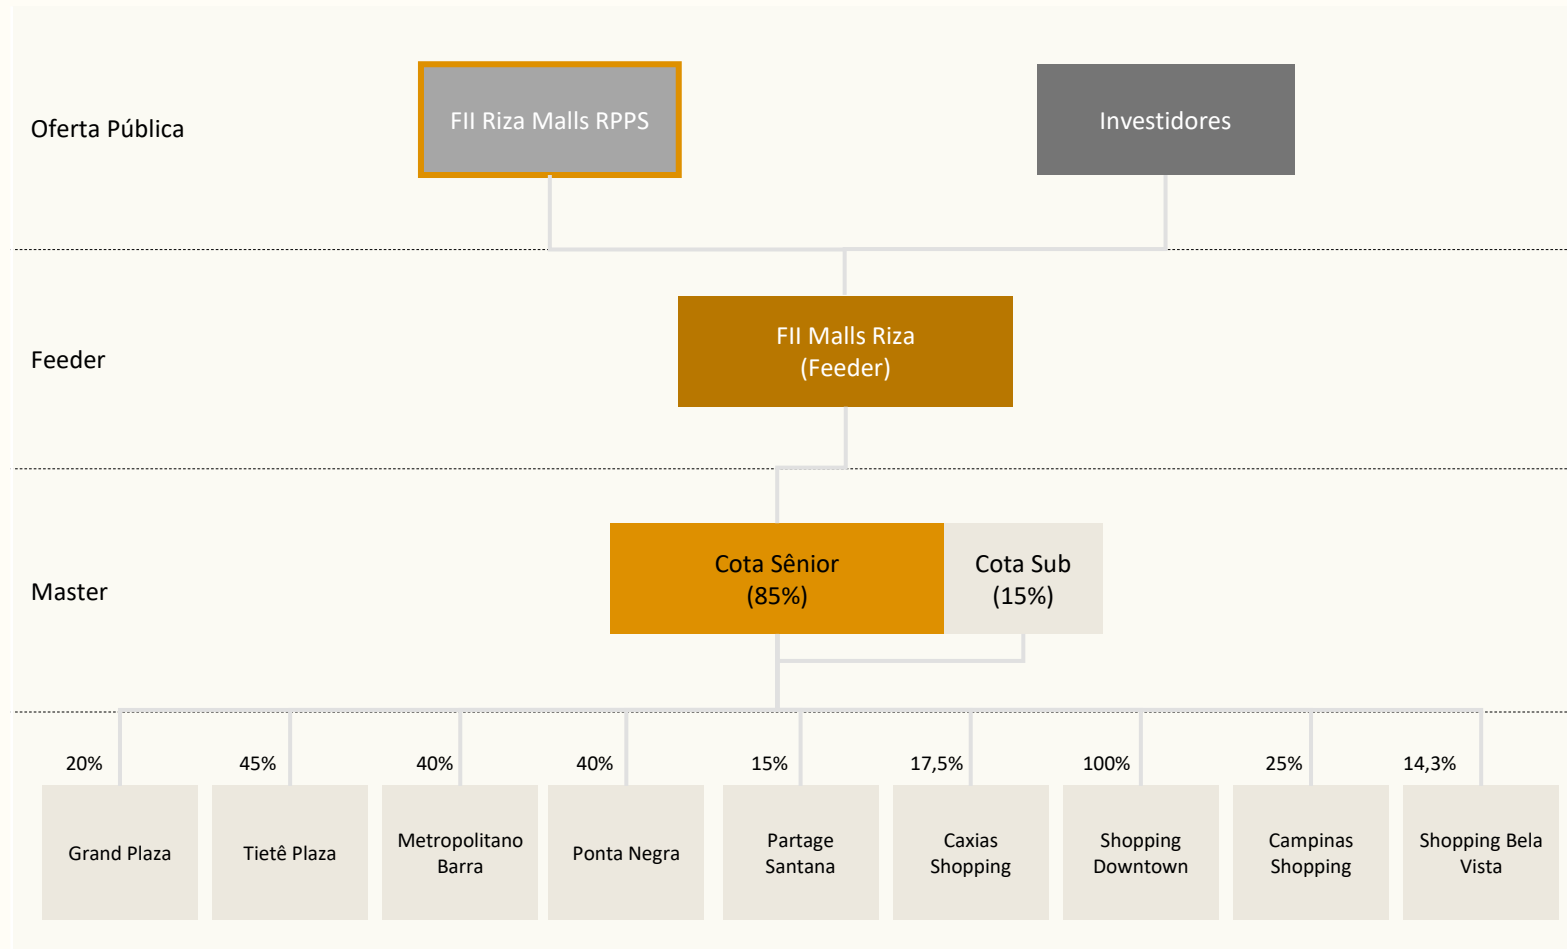 Oferta Pública
FII Riza Malls RPPS
Investidores
Feeder
FII Malls Riza
(Feeder)
Master
Cota Sênior
(85%)
Cota Sub
(15%)
20%
45%
40%
40%
15%
17,5%
100%
25%
14,3%
Grand Plaza
Tietê Plaza
Metropolitano
Barra
Ponta Negra
Partage
Santana
Caxias
Shopping
Shopping
Downtown
Campinas
Shopping
Shopping Bela
Vista